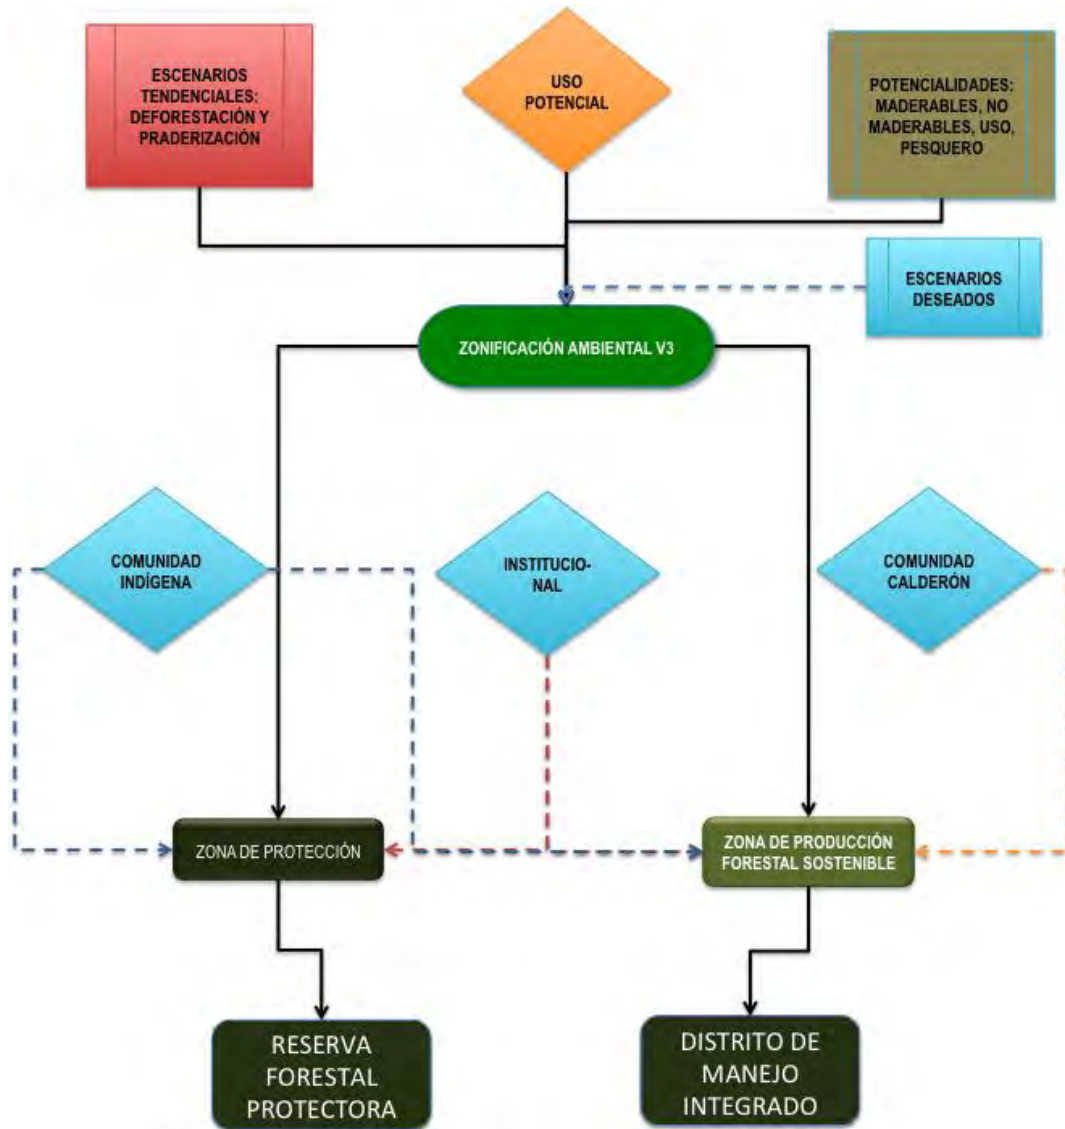 ESCENARIOS
TENDENCIALES:
DEFORESTACIÓN Y
PRADERIZACIÓN
USO
POTENCIAL
POTENCIALIDADES:
MADERABLES, NO
MADERABLES, USO,
PESQUERO
ESCENARIOS
DESEADOS
ZONIFICACIÓN AMBIENTAL V3
COMUNIDAD
INDÍGENA
INSTITUCIO-
NAL
COMUNIDAD
CALDERÓN
ZONA DE PROTECCIÓN
ZONA DE PRODUCCIÓN
FORESTAL SOSTENIBLE
RESERVA
FORESTAL
PROTECTORA
DISTRITO DE
MANEJO
INTEGRADO